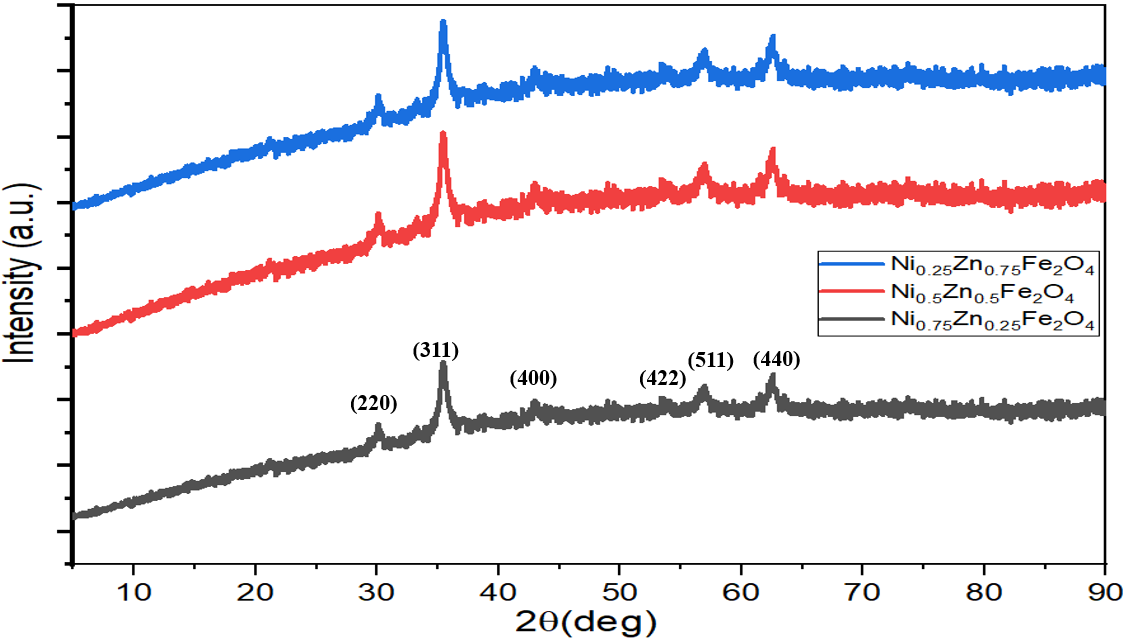 Intensity (a.u.)
Ni0.25Zn0.75Fe2O4
Ni0.5Zn0.5Fe2O4
Ni0.75Zn0.25Fe2O4
(220)
(311)
(400)
(422)
(511)
(440)
10 20 30 40 50 60 70 80 90
2θ(deg)